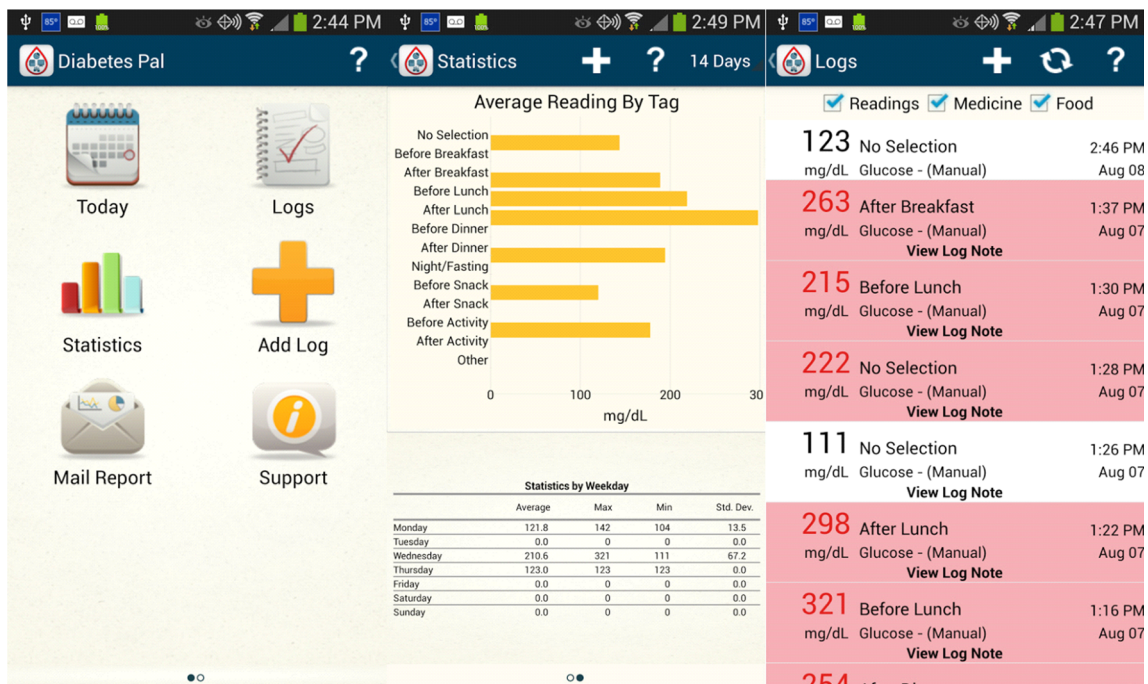 85° 2:44 PM
Diabetes Pal ?
Today Logs
Statistics Add Log
Mail Report Support
85° 2:49 PM
Statistics ? 14 Days
Average Reading By Tag
No Selection
Before Breakfast
After Breakfast
Before Lunch
After Lunch
Before Dinner
After Dinner
Night/Fasting
Before Snack
After Snack
Before Activity
After Activity
Other
0 100 200 30
mg/dL
Statistics by Weekday
Average Max Min Std. Dev.
Monday 121.8 142 104 13.5
Tuesday 0.0 0 0 0.0
Wednesday 210.6 321 111 67.2
Thursday 123.0 123 123 0.0
Friday 0.0 0 0 0.0
Saturday 0.0 0 0 0.0
Sunday 0.0 0 0 0.0
85° 2:47 PM
Logs ?
Readings Medicine Food
123 No Selection 2:46 PM
mg/dL Glucose - (Manual) Aug 08
263 After Breakfast 1:37 PM
mg/dL Glucose - (Manual) Aug 07
View Log Note
215 Before Lunch 1:30 PM
mg/dL Glucose - (Manual) Aug 07
View Log Note
222 No Selection 1:28 PM
mg/dL Glucose - (Manual) Aug 07
View Log Note
111 No Selection 1:26 PM
mg/dL Glucose - (Manual) Aug 07
View Log Note
298 After Lunch 1:22 PM
mg/dL Glucose - (Manual) Aug 07
View Log Note
321 Before Lunch 1:16 PM
mg/dL Glucose - (Manual) Aug 07
View Log Note
254